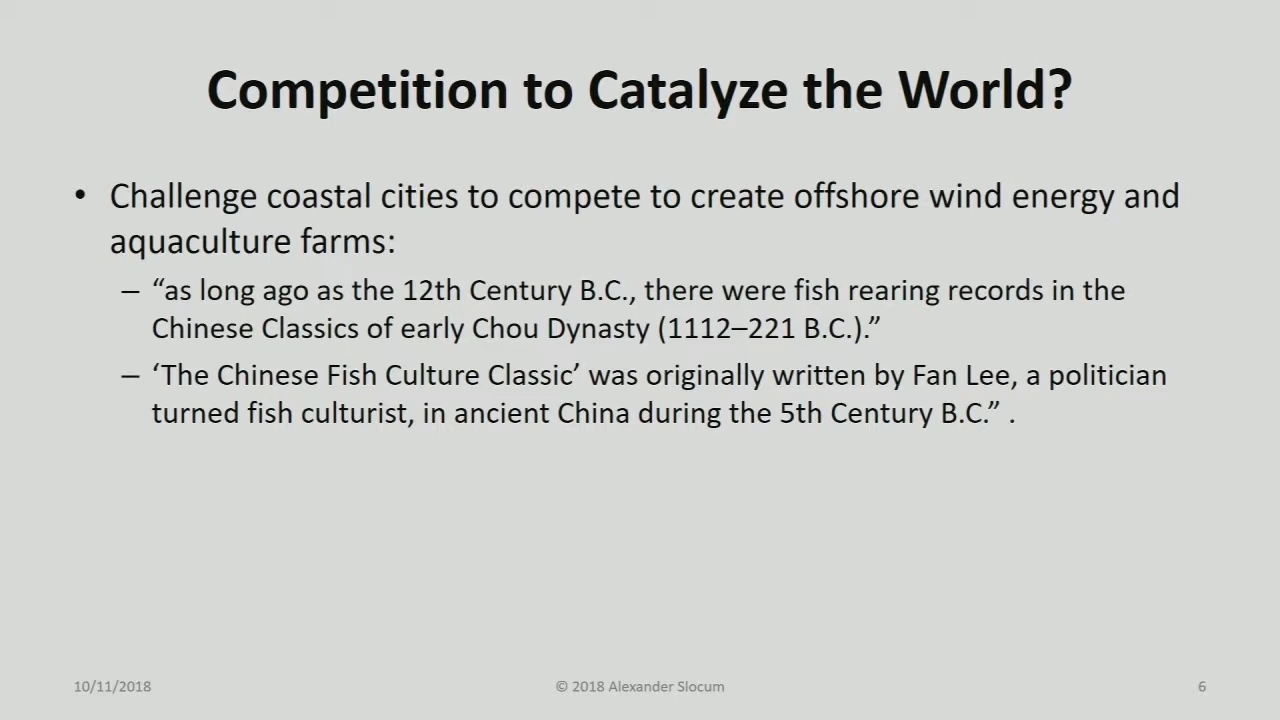 Competition to Catalyze the World?
• Challenge coastal cities to compete to create offshore wind energy and
aquaculture farms:
– “as long ago as the 12th Century B.C., there were fish rearing records in the
Chinese Classics of early Chou Dynasty (1112–221 B.C.).”
– ‘The Chinese Fish Culture Classic’ was originally written by Fan Lee, a politician
turned fish culturist, in ancient China during the 5th Century B.C.” .
10/11/2018
© 2018 Alexander Slocum
6